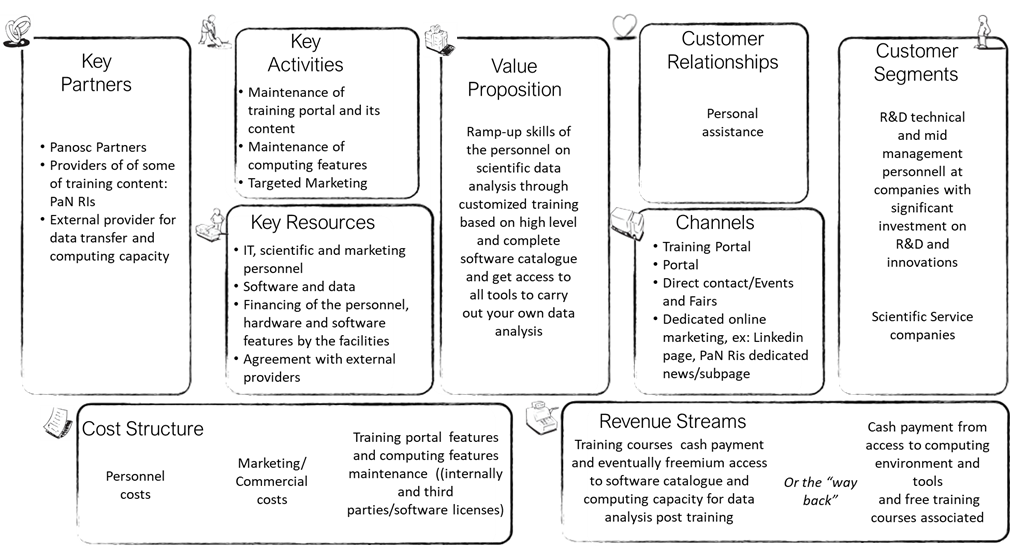 Key
Partners
• Panosc Partners
• Providers of of some
of training content:
PaN RIs
• External provider for
data transfer and
computing capacity
Key
Activities
• Maintenance of
training portal and its
content
• Maintenance of
computing features
• Targeted Marketing
Key Resources
• IT, scientific and marketing
personnel
• Software and data
• Financing of the personnel,
hardware and software
features by the facilities
• Agreement with external
providers
Value
Proposition
Ramp-up skills of
the personnel on
scientific data
analysis through
customized training
based on high level
and complete
software catalogue
and get access to
all tools to carry
out your own data
analysis
Customer
Relationships
Personal
assistance
Channels
• Training Portal
• Portal
• Direct contact/Events
and Fairs
• Dedicated online
marketing, ex: Linkedin
page, PaN Ris dedicated
news/subpage
Customer
Segments
R&D technical
and mid
management
personnell at
companies with
significant
investment on
R&D and
innovations
Scientific Service
companies
Cost Structure
Personnel
costs
Marketing/
Commercial
costs
Training portal features
and computing features
maintenance ((internally
and third
parties/software licenses)
Revenue Streams
Training courses cash payment
and eventually freemium access
to software catalogue and
computing capacity for data
analysis post training
Or the “way
back”
Cash payment from
access to computing
environment and
tools
and free training
courses associated